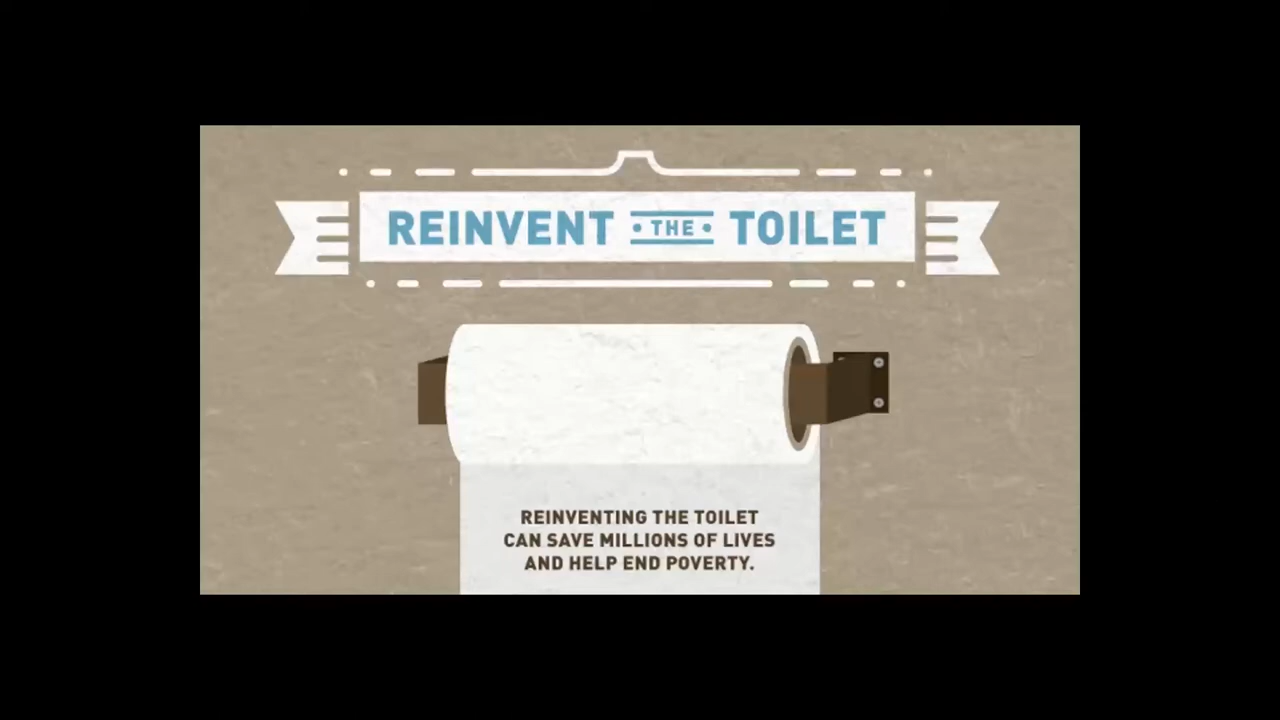 REINVENT THE TOILET
REINVENTING THE TOILET
CAN SAVE MILLIONS OF LIVES
AND HELP END POVERTY.